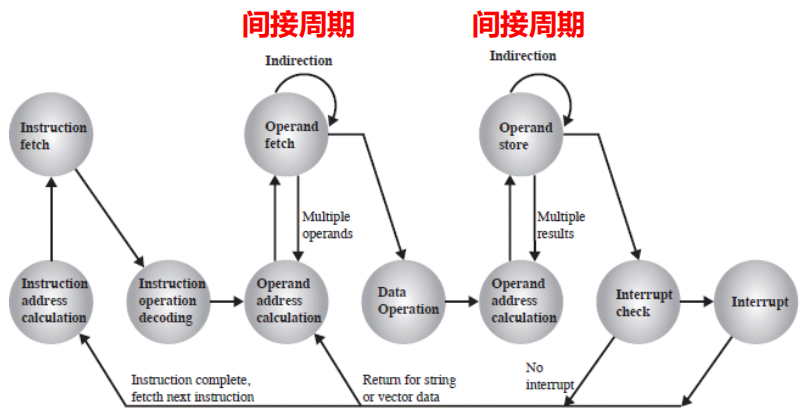 间接周期
间接周期
Indirection
Indirection
Instruction
fetch
Operand
fetch
Operand
store
Multiple
operands
Multiple
results
Instruction
address
calculation
Instruction
operation
decoding
Operand
address
calculation
Data
Operation
Operand
address
calculation
Interrupt
check
Interrupt
Instruction complete,
fetcth next instruction
Return for string
or vector data
No
interrupt